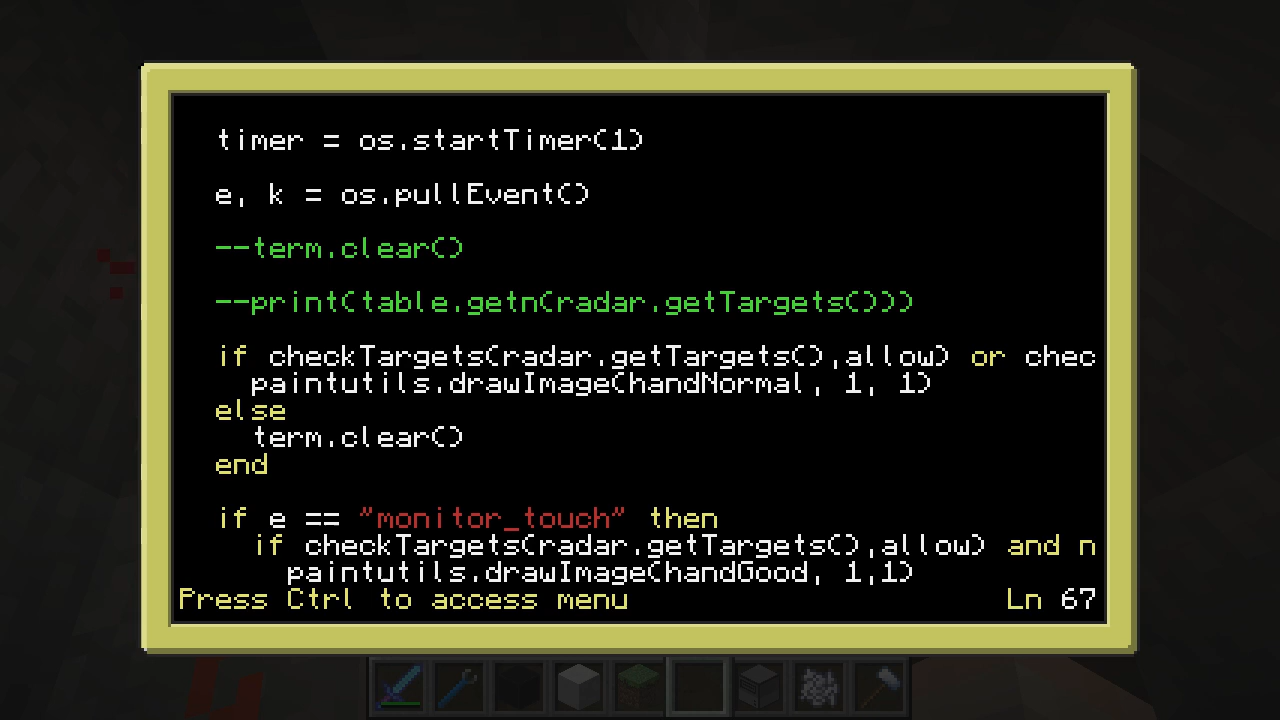 timer = os.startTimer(1)
e, k = os.pullEvent()
--term.clear()
--print(table.getn(radar.getTargets()))
if checkTargets(radar.getTargets(),allow) or chec
paintutils.drawImage(handNormal, 1, 1)
else
term.clear()
end
if e == "monitor_touch" then
if checkTargets(radar.getTargets(),allow) and n
paintutils.drawImage(handGood, 1,1)
Press Ctrl to access menu Ln 67